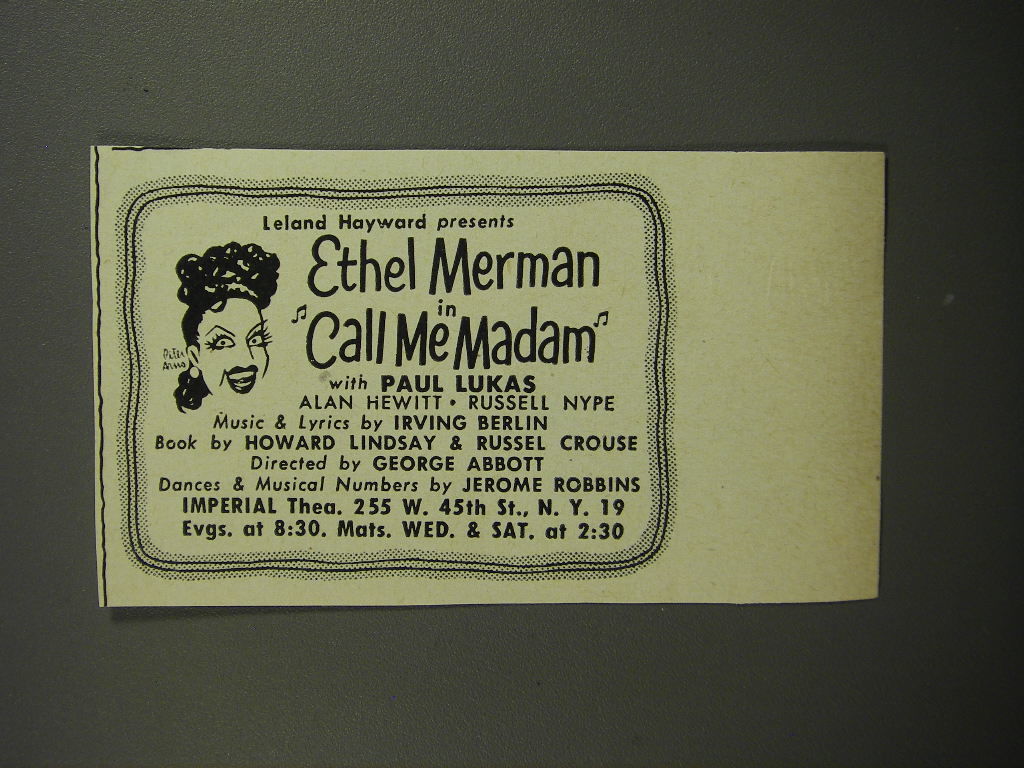 Leland Hayward presents
Ethel Merman
in
"Call Me Madam"
Peter
Arno
with PAUL LUKAS
ALAN HEWITT • RUSSELL NYPE
Music & Lyrics by IRVING BERLIN
Book by HOWARD LINDSAY & RUSSEL CROUSE
Directed by GEORGE ABBOTT
Dances & Musical Numbers by JEROME ROBBINS
IMPERIAL Thea. 255 W. 45th St., N. Y. 19
Evgs. at 8:30. Mats. WED. & SAT. at 2:30